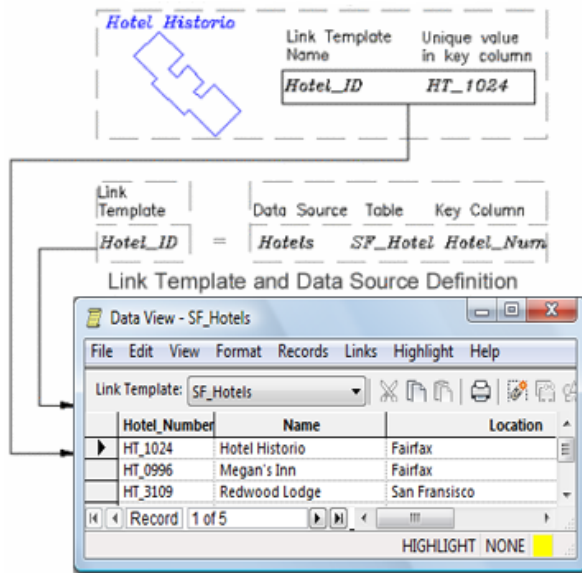 Hotel Historio
Link Template Name
Unique value in key column
Hotel_ID HT_1024
Link Template
Data Source Table Key Column
Hotel_ID = Hotels SF_Hotel Hotel_Num
Link Template and Data Source Definition
Data View - SF_Hotels
File Edit View Format Records Links Highlight Help
Link Template: SF_Hotels
Hotel_Number Name Location
HT_1024 Hotel Historio Fairfax
HT_0996 Megan's Inn Fairfax
HT_3109 Redwood Lodge San Fransisco
Record 1 of 5
HIGHLIGHT NONE